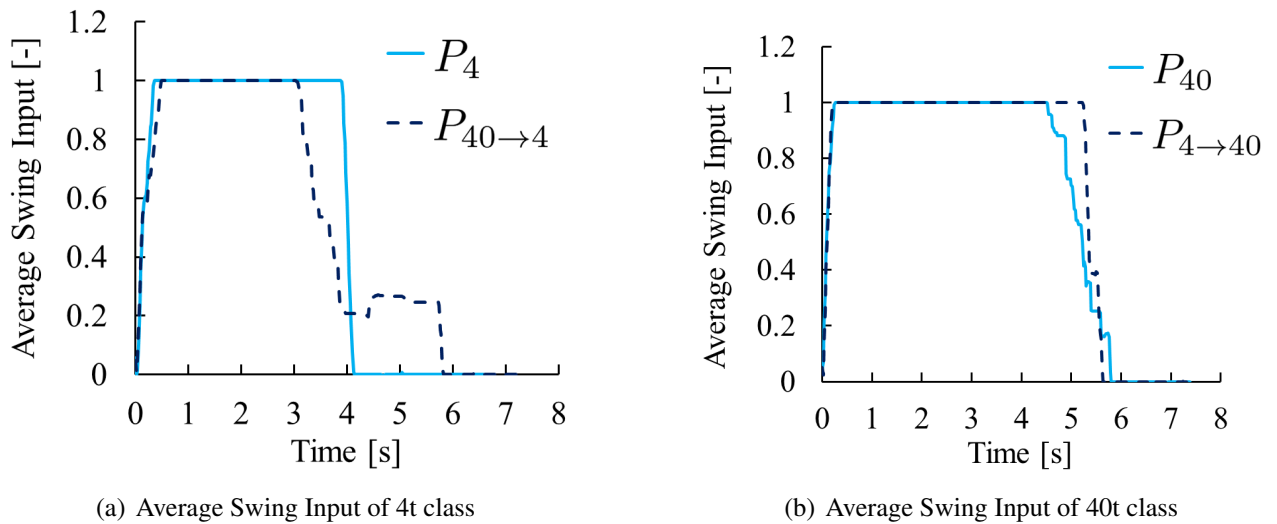 Average Swing Input [-]
1.2
1
0.8
0.6
0.4
0.2
0
P₄
P₄₀→₄
0 1 2 3 4 5 6 7 8
Time [s]
(a) Average Swing Input of 4t class
Average Swing Input [-]
1.2
1
0.8
0.6
0.4
0.2
0
P₄₀
P₄→₄₀
0 1 2 3 4 5 6 7 8
Time [s]
(b) Average Swing Input of 40t class